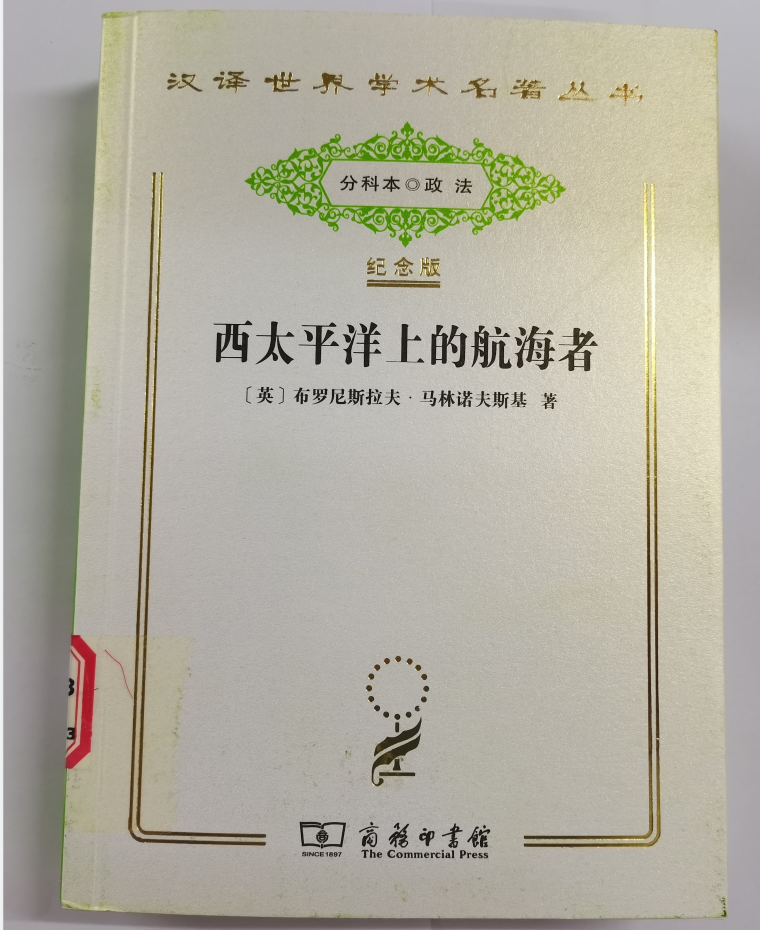 汉译世界学术名著丛书
分科本◎政 法
纪念版
西太平洋上的航海者
〔英〕布罗尼斯拉夫·马林诺夫斯基 著
3
商務印書館
SINCE1897
The Commercial Press